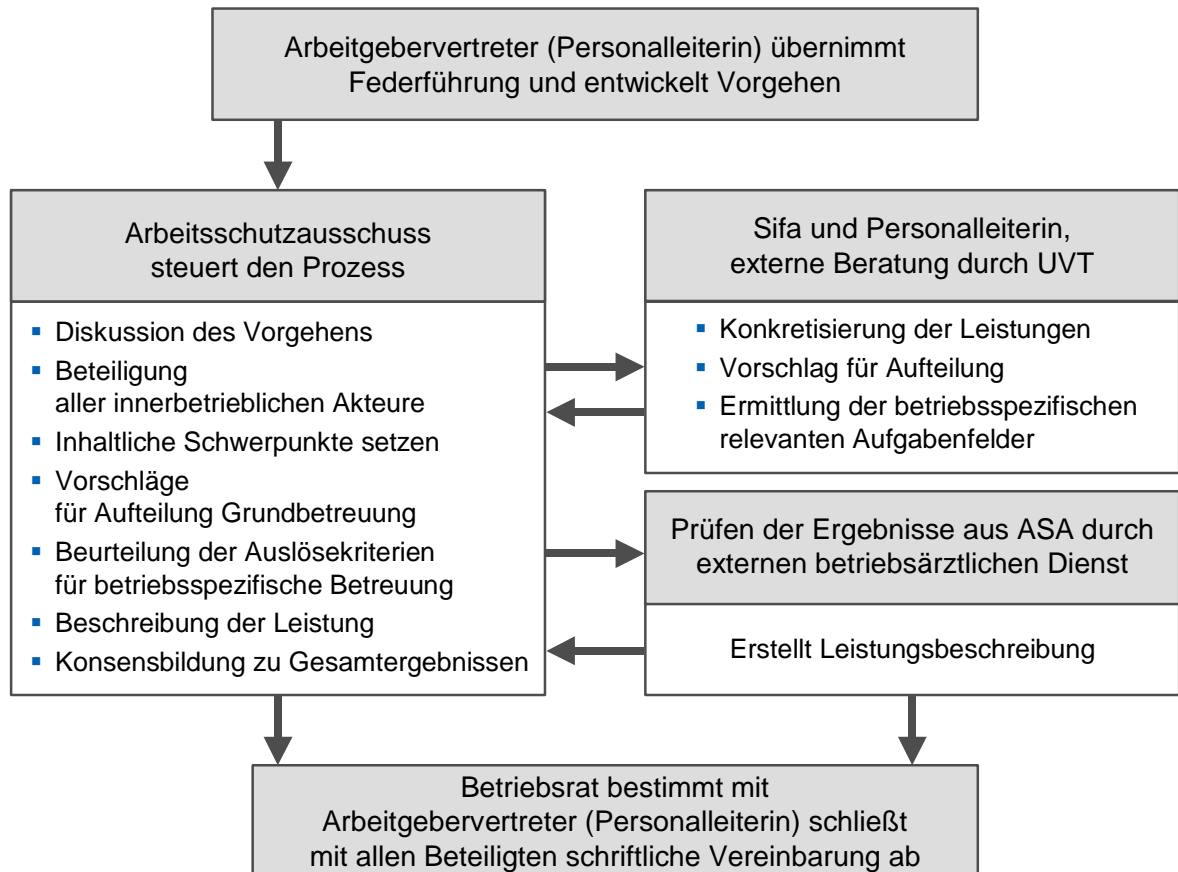 Arbeitgebervertreter (Personalleiterin) übernimmt
Federführung und entwickelt Vorgehen
Arbeitsschutzausschuss
steuert den Prozess
▪ Diskussion des Vorgehens
▪ Beteiligung
aller innerbetrieblichen Akteure
▪ Inhaltliche Schwerpunkte setzen
▪ Vorschläge
für Aufteilung Grundbetreuung
▪ Beurteilung der Auslösekriterien
für betriebsspezifische Betreuung
▪ Beschreibung der Leistung
▪ Konsensbildung zu Gesamtergebnissen
Sifa und Personalleiterin,
externe Beratung durch UVT
▪ Konkretisierung der Leistungen
▪ Vorschlag für Aufteilung
▪ Ermittlung der betriebsspezifischen
relevanten Aufgabenfelder
Prüfen der Ergebnisse aus ASA durch
externen betriebsärztlichen Dienst
Erstellt Leistungsbeschreibung
Betriebsrat bestimmt mit
Arbeitgebervertreter (Personalleiterin) schließt
mit allen Beteiligten schriftliche Vereinbarung ab